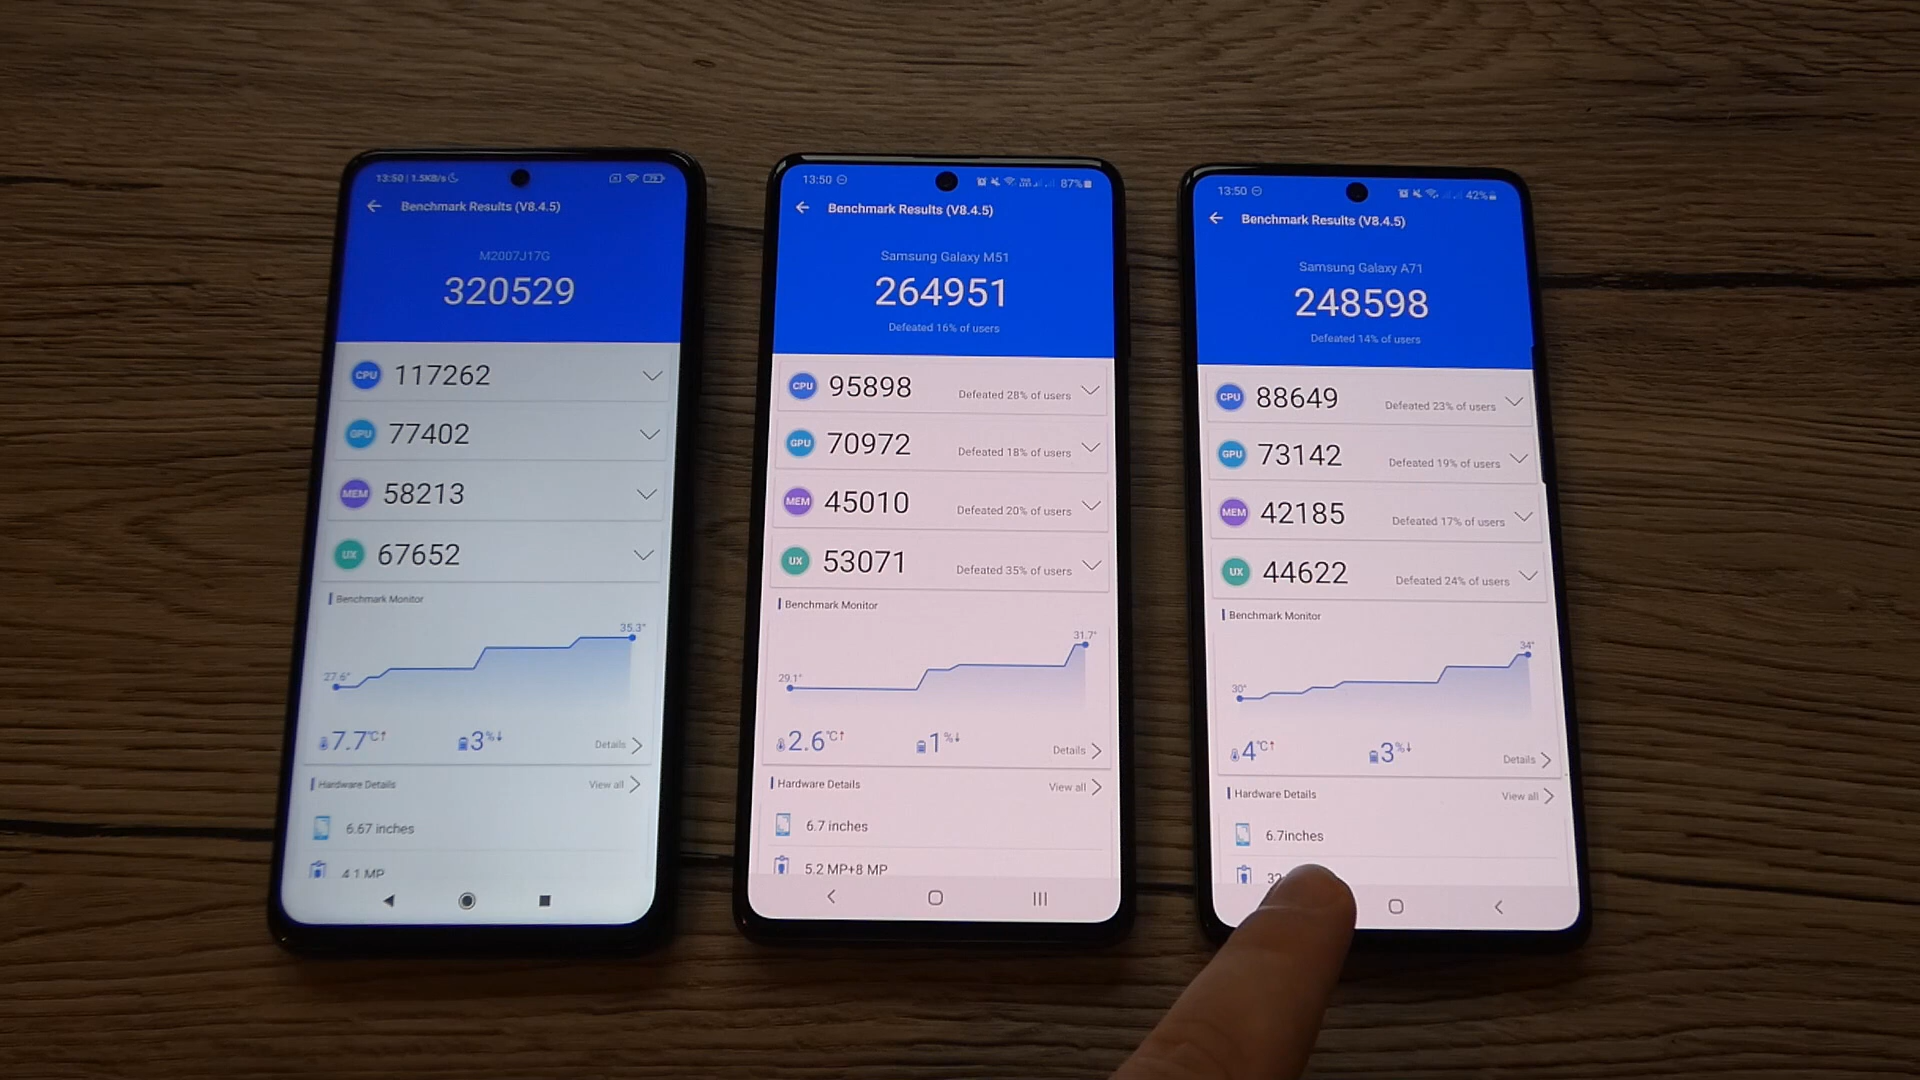 13:50 | 1.5KB/s
Benchmark Results (V8.4.5)
M2007J17G
320529
CPU 117262
GPU 77402
MEM 58213
UX 67652
Benchmark Monitor
35.3°
27.6°
7.7°C↑ 3%↓ Details
Hardware Details View all
6.67 inches
4.1 MP
13:50 87%
Benchmark Results (V8.4.5)
Samsung Galaxy M51
264951
Defeated 16% of users
CPU 95898 Defeated 28% of users
GPU 70972 Defeated 18% of users
MEM 45010 Defeated 20% of users
UX 53071 Defeated 35% of users
Benchmark Monitor
31.7°
29.1°
2.6°C↑ 1%↓ Details
Hardware Details View all
6.7 inches
5.2 MP+8 MP
13:50 42%
Benchmark Results (V8.4.5)
Samsung Galaxy A71
248598
Defeated 14% of users
CPU 88649 Defeated 23% of users
GPU 73142 Defeated 19% of users
MEM 42185 Defeated 17% of users
UX 44622 Defeated 24% of users
Benchmark Monitor
34°
30°
4°C↑ 3%↓ Details
Hardware Details View all
6.7inches
32